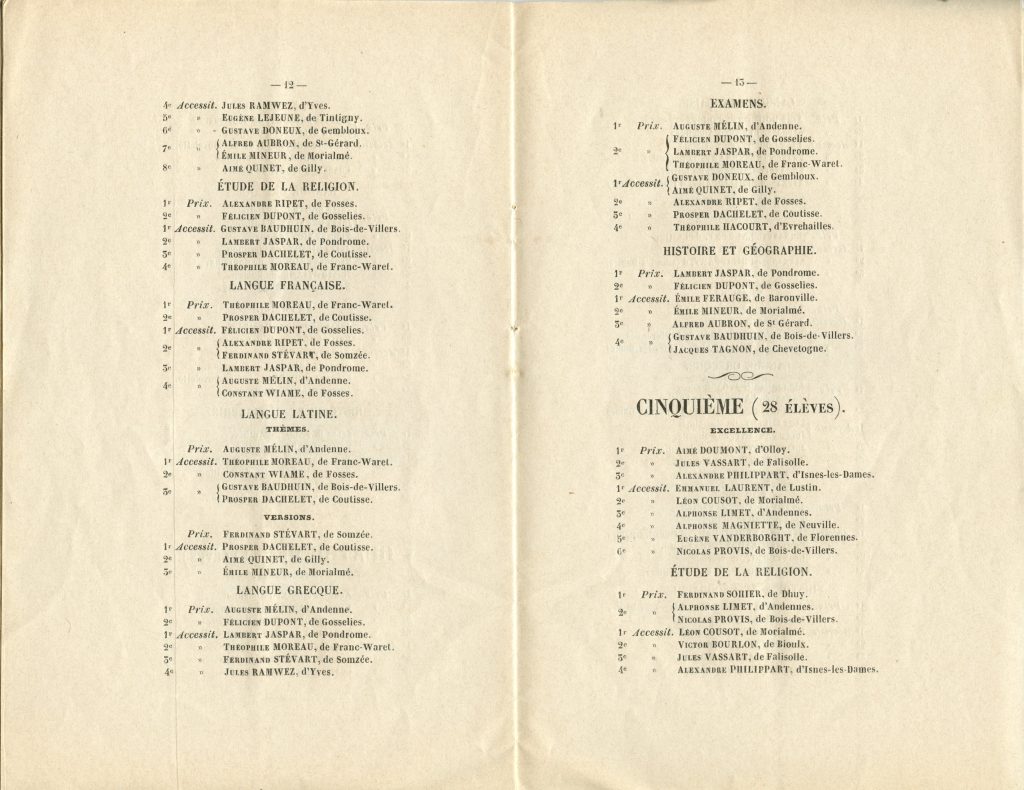 — 12 —
4e Accessit. Jules RAMWEZ, d'Yves.
5e » Eugène LEJEUNE, de Tintigny.
6e » Gustave DONEUX, de Gembloux.
7e » { Alfred AUBRON, de St-Gérard.
Émile MINEUR, de Morialmé.
8e » Aimé QUINET, de Gilly.
ÉTUDE DE LA RELIGION.
1r Prix. Alexandre RIPET, de Fosses.
2e » Félicien DUPONT, de Gosselies.
1r Accessit. Gustave BAUDHUIN, de Bois-de-Villers.
2e » Lambert JASPAR, de Pondrome.
3e » Prosper DACHELET, de Coutisse.
4e » Théophile MOREAU, de Franc-Waret.
LANGUE FRANÇAISE.
1r Prix. Théophile MOREAU, de Franc-Waret.
2e » Prosper DACHELET, de Coutisse.
1r Accessit. Félicien DUPONT, de Gosselies.
2e » { Alexandre RIPET, de Fosses.
Ferdinand STÉVART, de Somzée.
3e » Lambert JASPAR, de Pondrome.
4e » { Auguste MÉLIN, d'Andenne.
Constant WIAME, de Fosses.
LANGUE LATINE.
THÈMES.
Prix. Auguste MÉLIN, d'Andenne.
1r Accessit. Théophile MOREAU, de Franc-Waret.
2e » Constant WIAME, de Fosses.
3e » { Gustave BAUDHUIN, de Bois-de-Villers.
Prosper DACHELET, de Coutisse.
VERSIONS.
Prix. Ferdinand STÉVART, de Somzée.
1r Accessit. Prosper DACHELET, de Coutisse.
2e » Aimé QUINET, de Gilly.
3e » Émile MINEUR, de Morialmé.
LANGUE GRECQUE.
1r Prix. Auguste MÉLIN, d'Andenne.
2e » Félicien DUPONT, de Gosselies.
1r Accessit. Lambert JASPAR, de Pondrome.
2e » Théophile MOREAU, de Franc-Waret.
3e » Ferdinand STÉVART, de Somzée.
4e » Jules RAMWEZ, d'Yves.
— 13 —
EXAMENS.
1r Prix. Auguste MÉLIN, d'Andenne.
{ Félicien DUPONT, de Gosselies.
2e » Lambert JASPAR, de Pondrome.
Théophile MOREAU, de Franc-Waret.
1r Accessit. { Gustave DONEUX, de Gembloux.
Aimé QUINET, de Gilly.
2e » Alexandre RIPET, de Fosses.
3e » Prosper DACHELET, de Coutisse.
4e » Théophile HACOURT, d'Evrehailles.
HISTOIRE ET GÉOGRAPHIE.
1r Prix. Lambert JASPAR, de Pondrome.
2e » Félicien DUPONT, de Gosselies.
1r Accessit. Émile FERAUGE, de Baronville.
2e » Émile MINEUR, de Morialmé.
3e » Alfred AUBRON, de St Gérard.
4e » { Gustave BAUDHUIN, de Bois-de-Villers.
Jacques TAGNON, de Chevetogne.
CINQUIÈME (28 ÉLÈVES).
EXCELLENCE.
1r Prix. Aimé DOUMONT, d'Olloy.
2e » Jules VASSART, de Falisolle.
3e » Alexandre PHILIPPART, d'Isnes-les-Dames.
1r Accessit. Emmanuel LAURENT, de Lustin.
2e » Léon COUSOT, de Morialmé.
3e » Alphonse LIMET, d'Andennes.
4e » Alphonse MAGNIETTE, de Neuville.
5e » Eugène VANDERBORGHT, de Florennes.
6e » Nicolas PROVIS, de Bois-de-Villers.
ÉTUDE DE LA RELIGION.
1r Prix. Ferdinand SOHIER, de Dhuy.
2e » { Alphonse LIMET, d'Andennes.
Nicolas PROVIS, de Bois-de-Villers.
1r Accessit. Léon COUSOT, de Morialmé.
2e » Victor BOURLON, de Bioulx.
3e » Jules VASSART, de Falisolle.
4e » Alexandre PHILIPPART, d'Isnes-les-Dames.